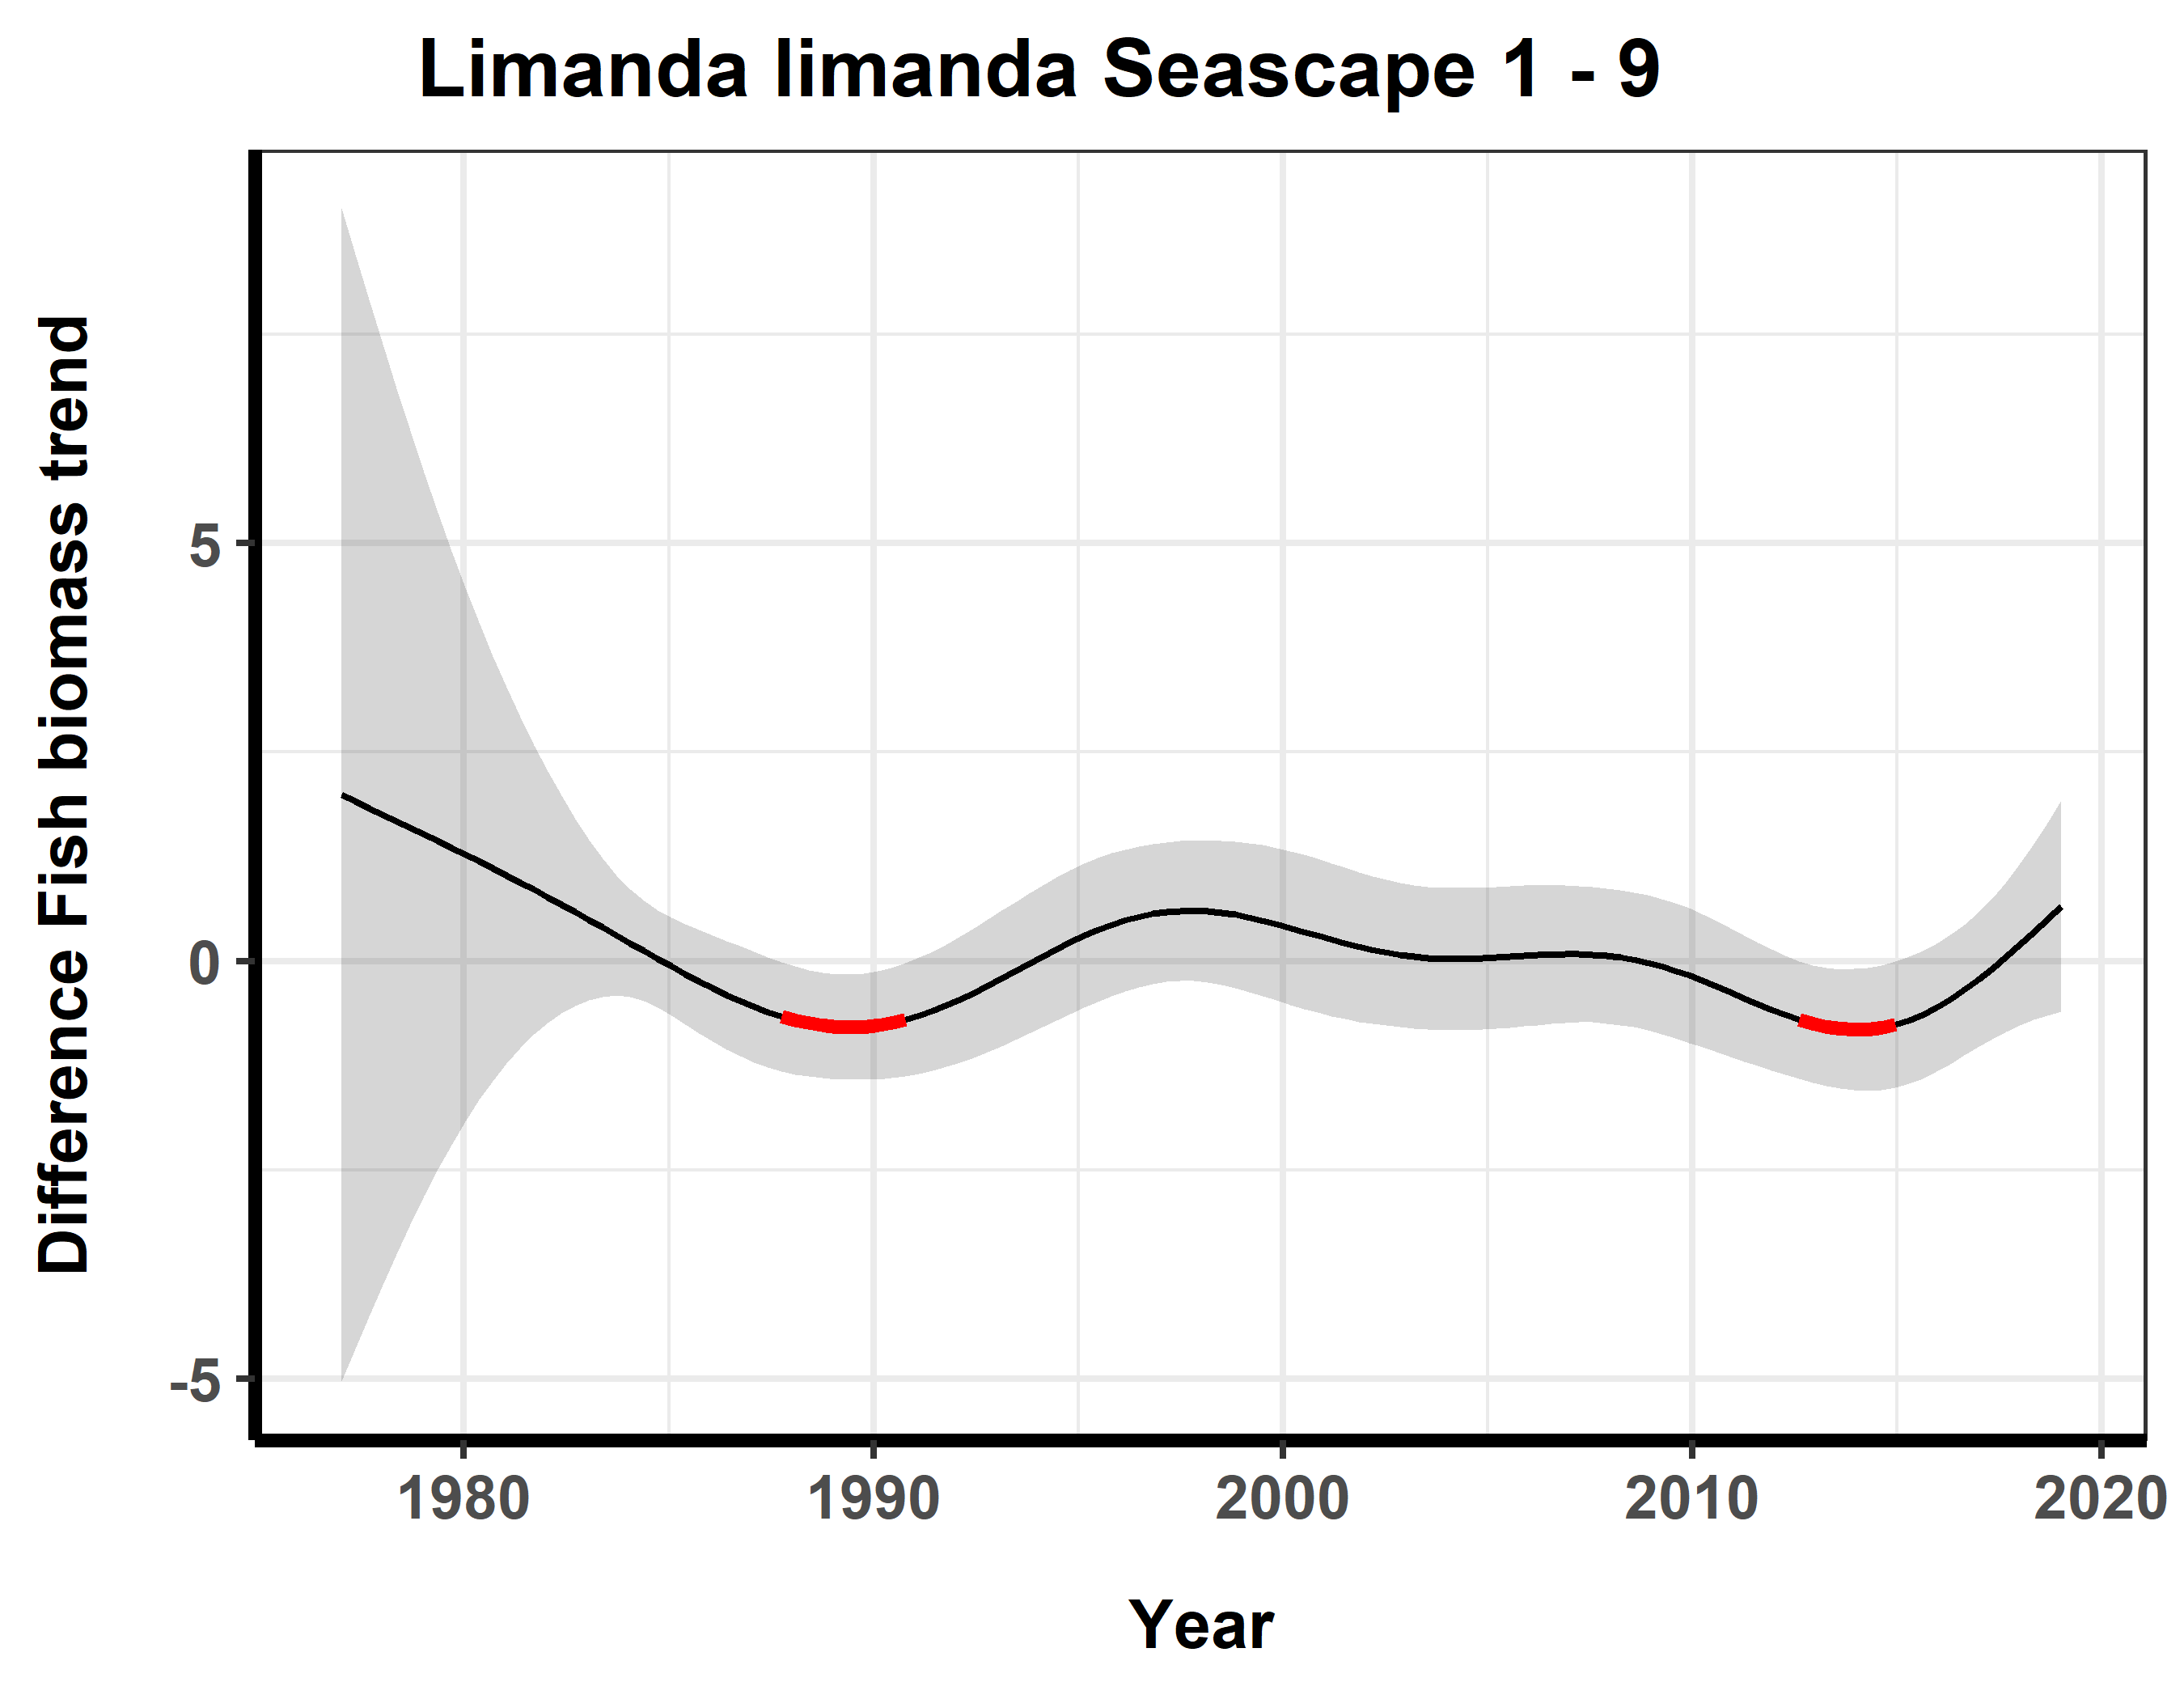 Limanda limanda Seascape 1 - 9
Difference Fish biomass trend
5
0
-5
1980 1990 2000 2010 2020
Year